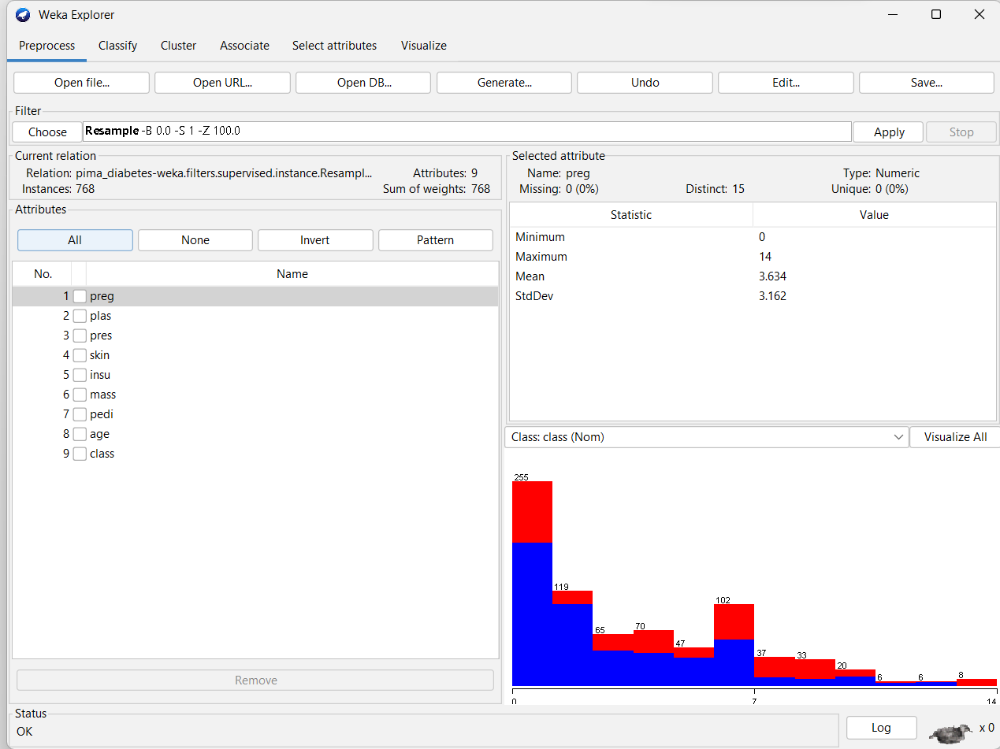 Weka Explorer
Preprocess Classify Cluster Associate Select attributes Visualize
Open file... Open URL... Open DB... Generate... Undo Edit... Save...
Filter
Choose Resample -B 0.0 -S 1 -Z 100.0 Apply Stop
Current relation
Relation: pima_diabetes-weka.filters.supervised.instance.Resampl... Attributes: 9
Instances: 768 Sum of weights: 768
Attributes
All None Invert Pattern
No. Name
1 preg
2 plas
3 pres
4 skin
5 insu
6 mass
7 pedi
8 age
9 class
Remove
Selected attribute
Name: preg Type: Numeric
Missing: 0 (0%) Distinct: 15 Unique: 0 (0%)
Statistic Value
Minimum 0
Maximum 14
Mean 3.634
StdDev 3.162
Class: class (Nom) Visualize All
255
119
65
70
47
102
37
33
20
6
6
8
0 7 14
Status
OK
Log x 0